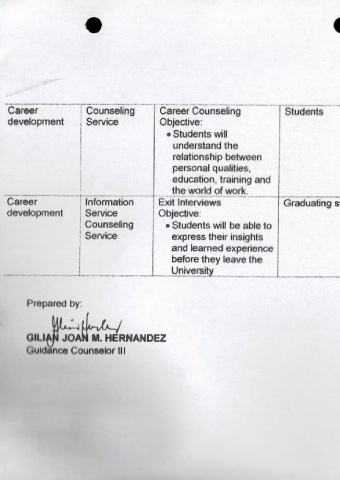 Career Counseling Career Counseling Students
development Service Objective:
• Students will
understand the
relationship between
personal qualities,
education, training and
the world of work.
Career Information Exit Interviews Graduating
development Service Objective:
Counseling • Students will be able to
Service express their insights
and learned experience
before they leave the
University
Prepared by:
GILIAN JOAN M. HERNANDEZ
Guidance Counselor III